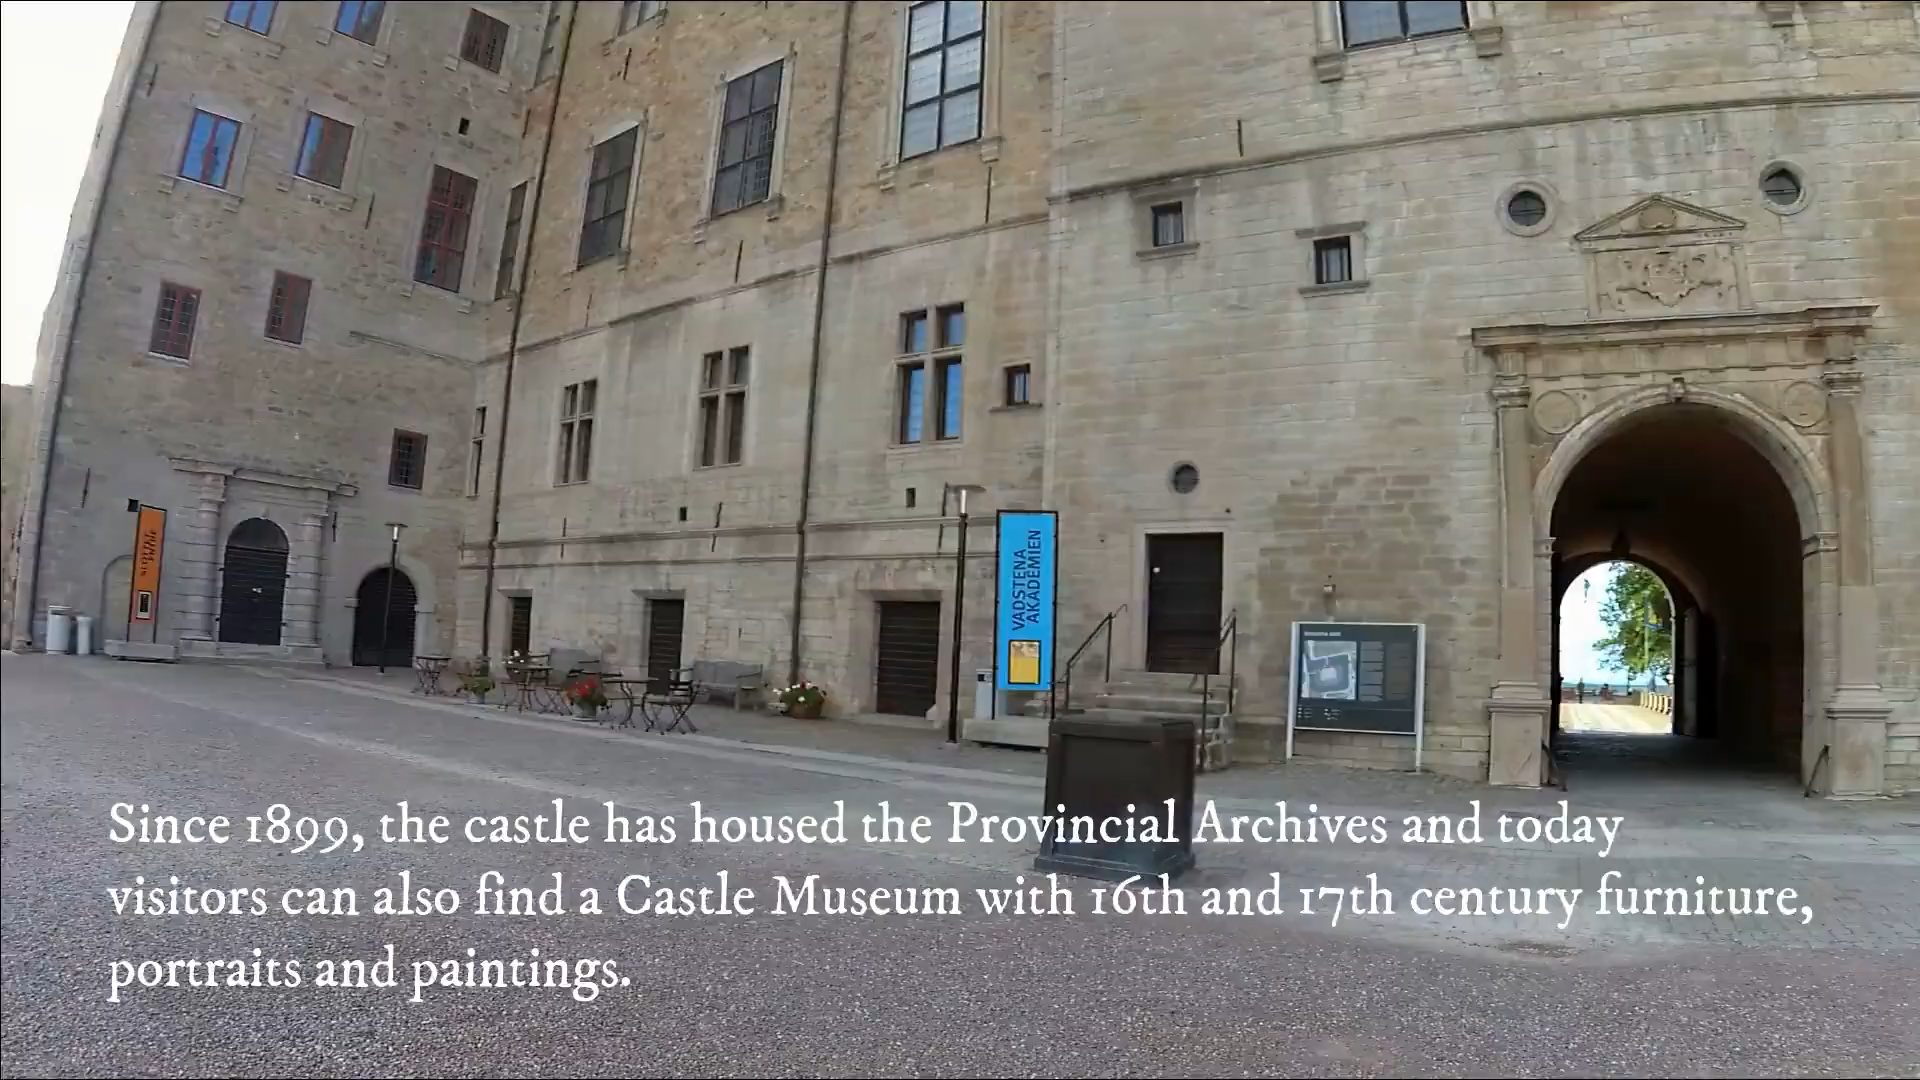 VADSTENA
AKADEMIEN
Since 1899, the castle has housed the Provincial Archives and today
visitors can also find a Castle Museum with 16th and 17th century furniture,
portraits and paintings.